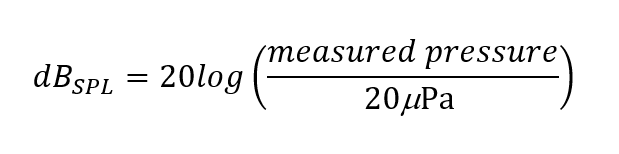 dB_SPL = 20log(measured pressure / 20μPa)